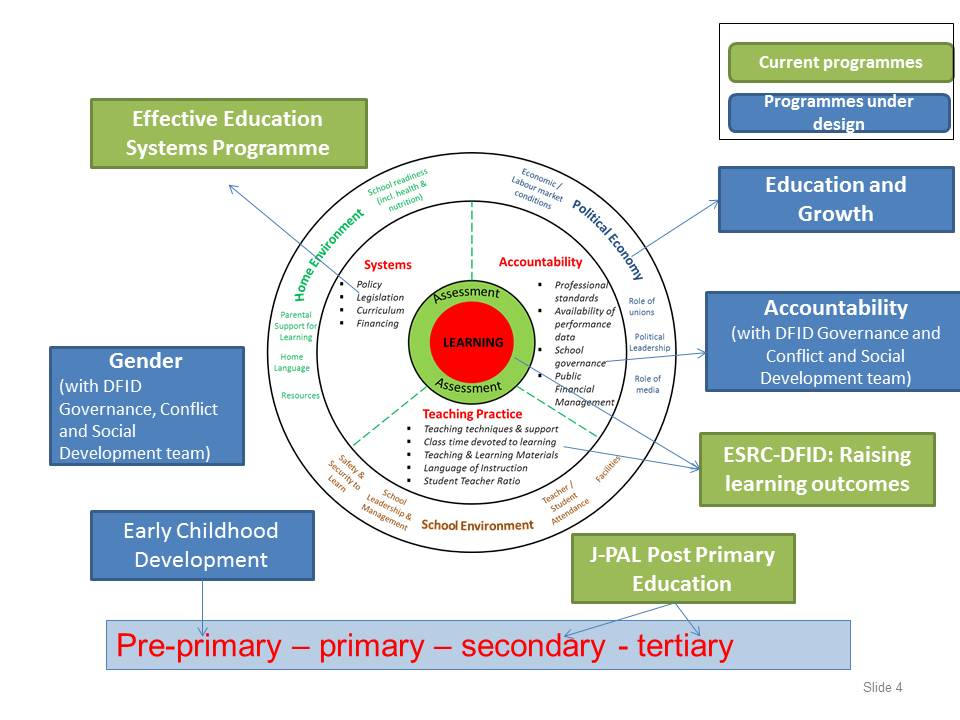 Current programmes
Programmes under
design
Effective Education
Systems Programme
Education and
Growth
Accountability
(with DFID Governance and
Conflict and Social
Development team)
Gender
(with DFID
Governance, Conflict
and Social
Development team)
ESRC-DFID: Raising
learning outcomes
Early Childhood
Development
J-PAL Post Primary
Education
Home Environment
School readiness
(incl. health &
nutrition)
Parental
Support for
Learning
Home
Language
Resources
Political Economy
Economic /
Labour market
conditions
Role of
unions
Political
Leadership
Role of
media
School Environment
Safety &
Security to
Learn
School
Leadership &
Management
Teacher /
Student
Attendance
Facilities
Systems
▪ Policy
▪ Legislation
▪ Curriculum
▪ Financing
Accountability
▪ Professional
standards
▪ Availability of
performance
data
▪ School
governance
▪ Public
Financial
Management
Assessment
LEARNING
Assessment
Teaching Practice
▪ Teaching techniques & support
▪ Class time devoted to learning
▪ Teaching & Learning Materials
▪ Language of Instruction
▪ Student Teacher Ratio
Pre-primary – primary – secondary - tertiary
Slide 4